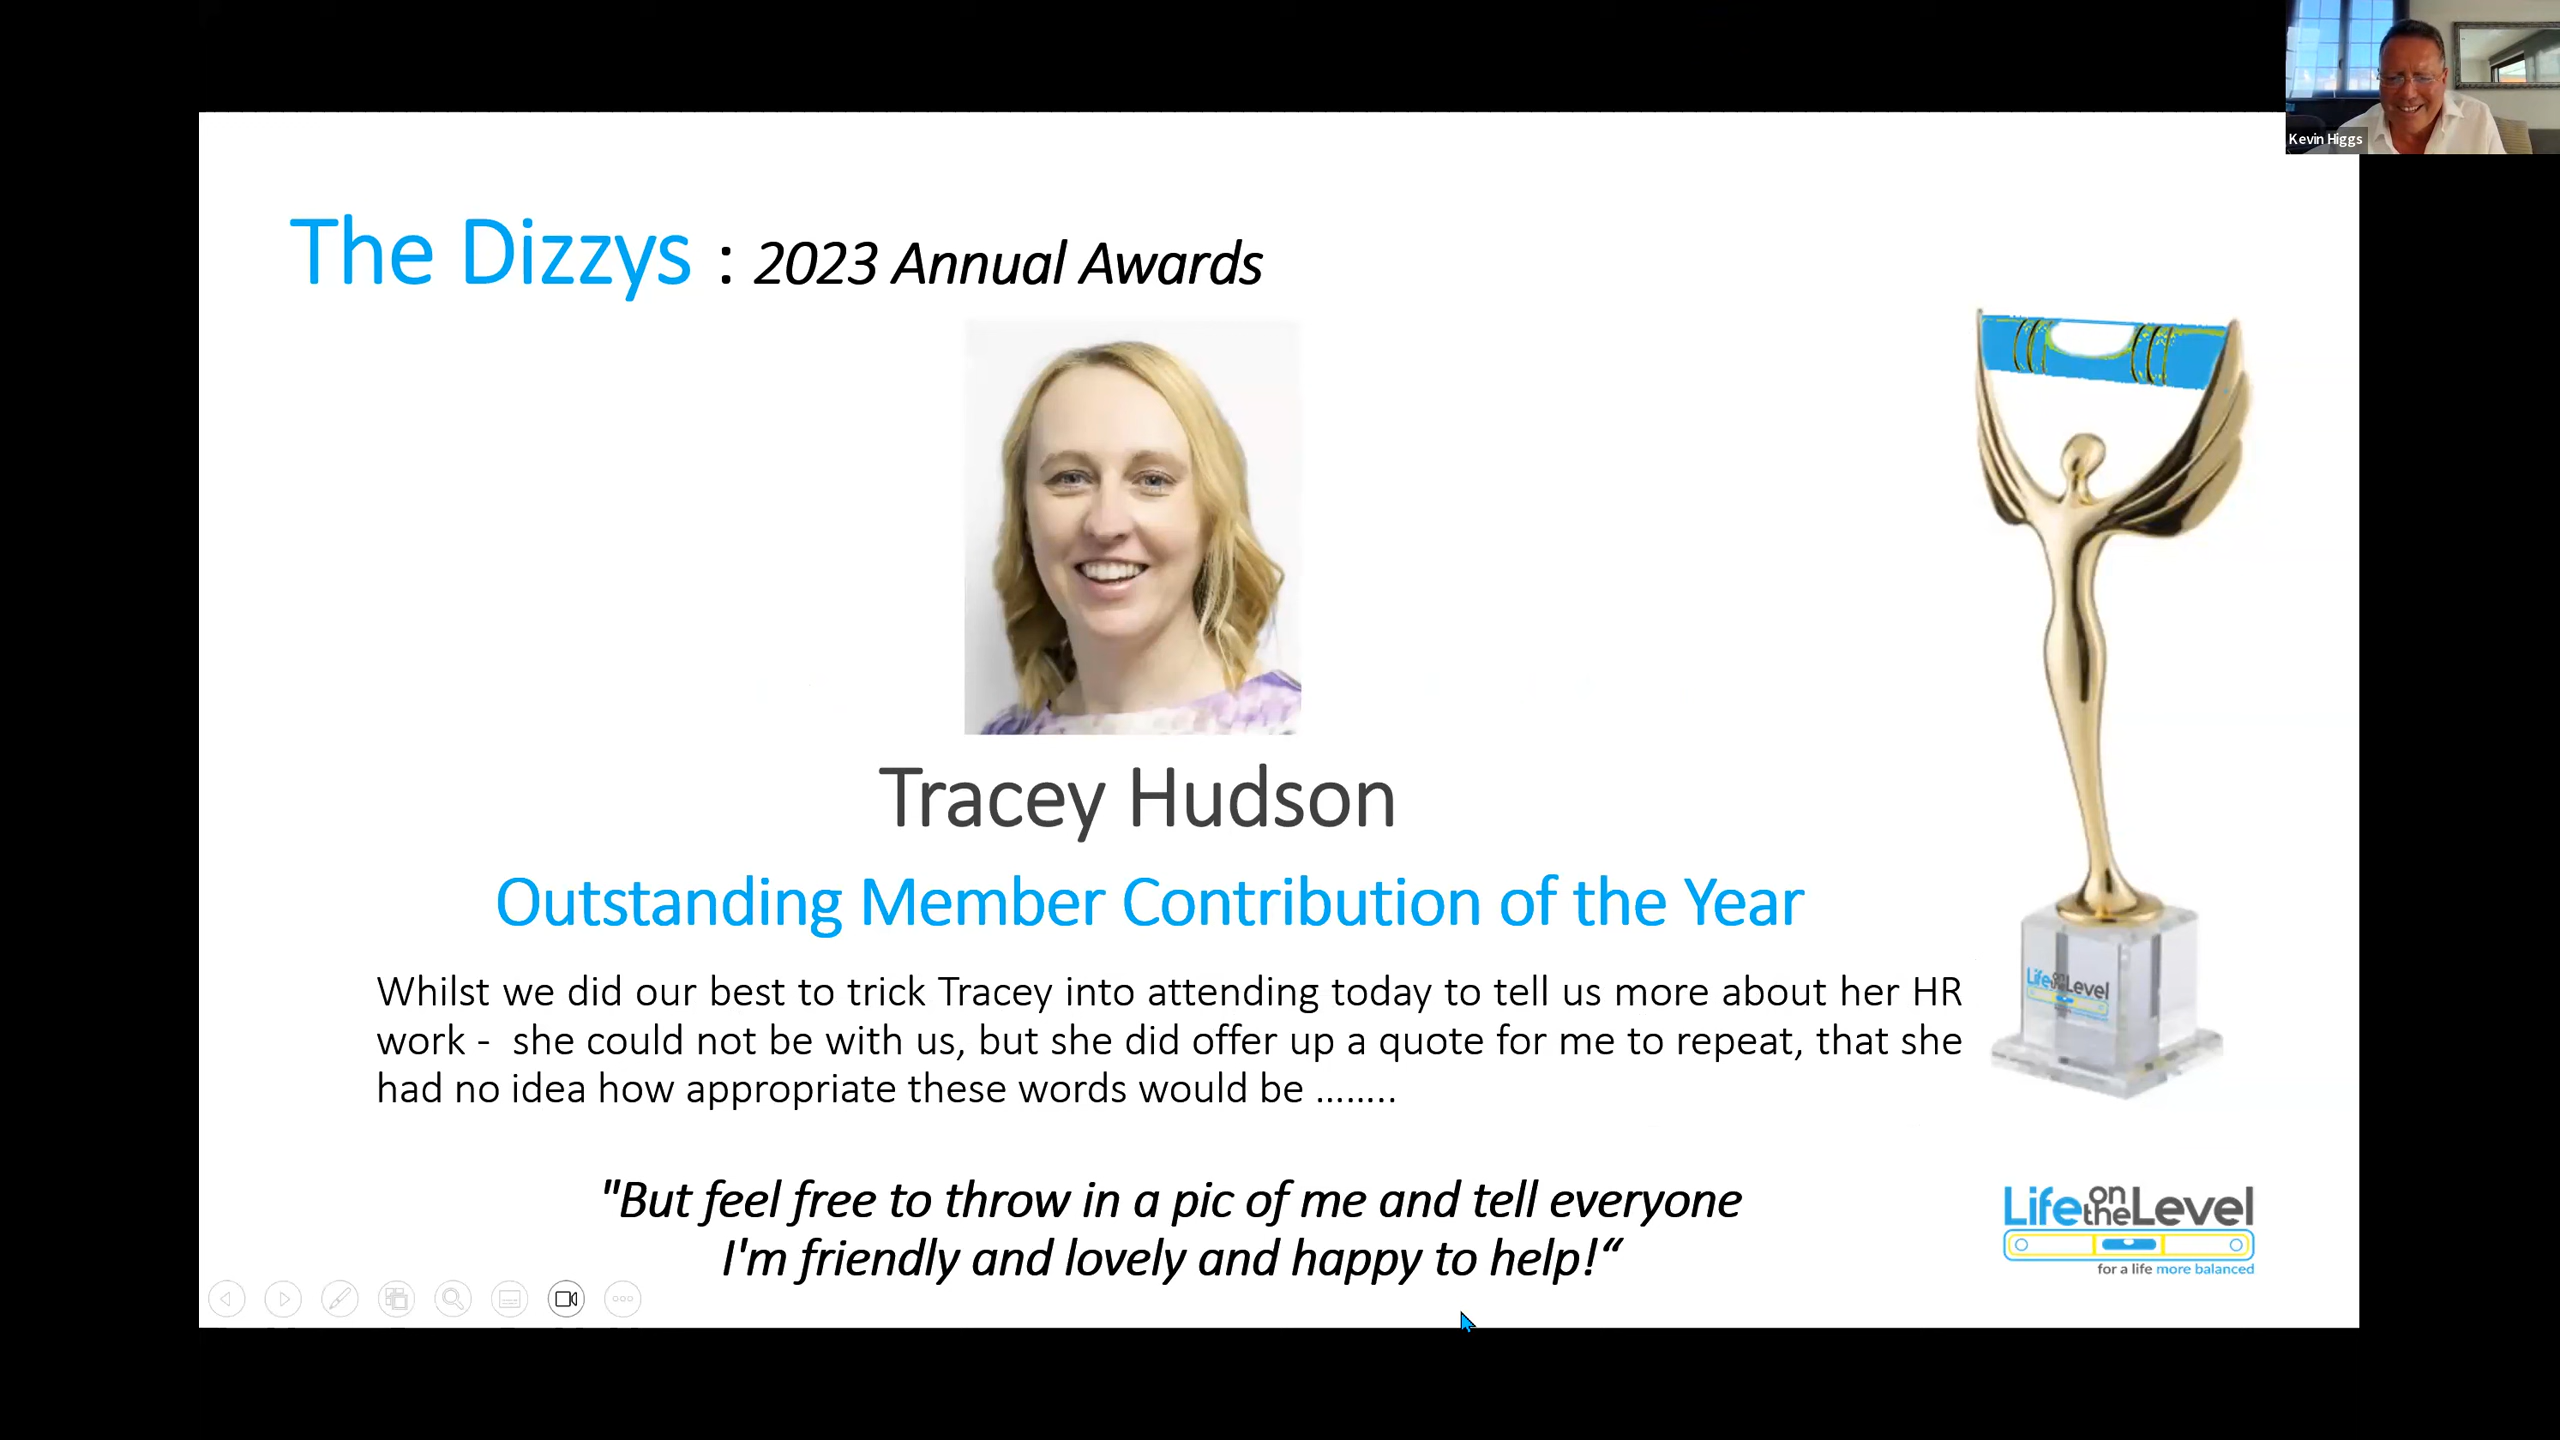 Kevin Higgs
The Dizzys : 2023 Annual Awards
Tracey Hudson
Outstanding Member Contribution of the Year
Whilst we did our best to trick Tracey into attending today to tell us more about her HR
work - she could not be with us, but she did offer up a quote for me to repeat, that she
had no idea how appropriate these words would be ........
"But feel free to throw in a pic of me and tell everyone
I'm friendly and lovely and happy to help!“
Life on the Level
Life on the Level
for a life more balanced